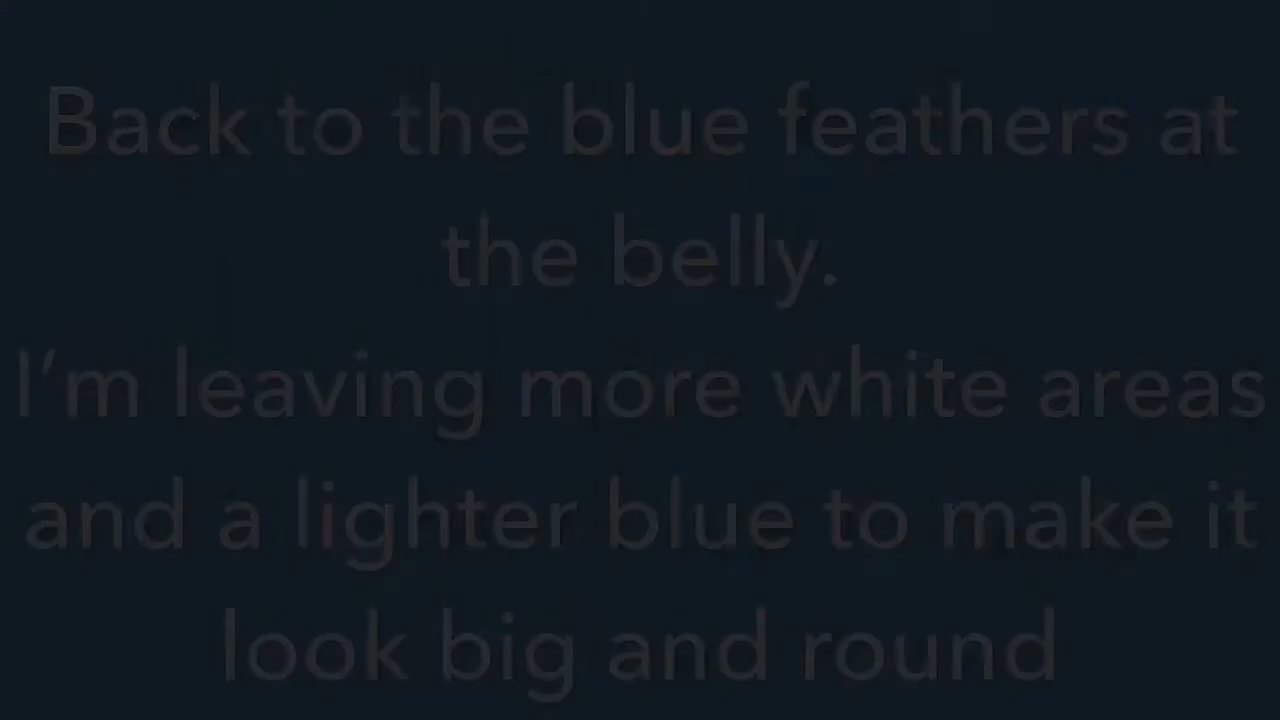 Back to the blue feathers at
the belly.
I’m leaving more white areas
and a lighter blue to make it
look big and round